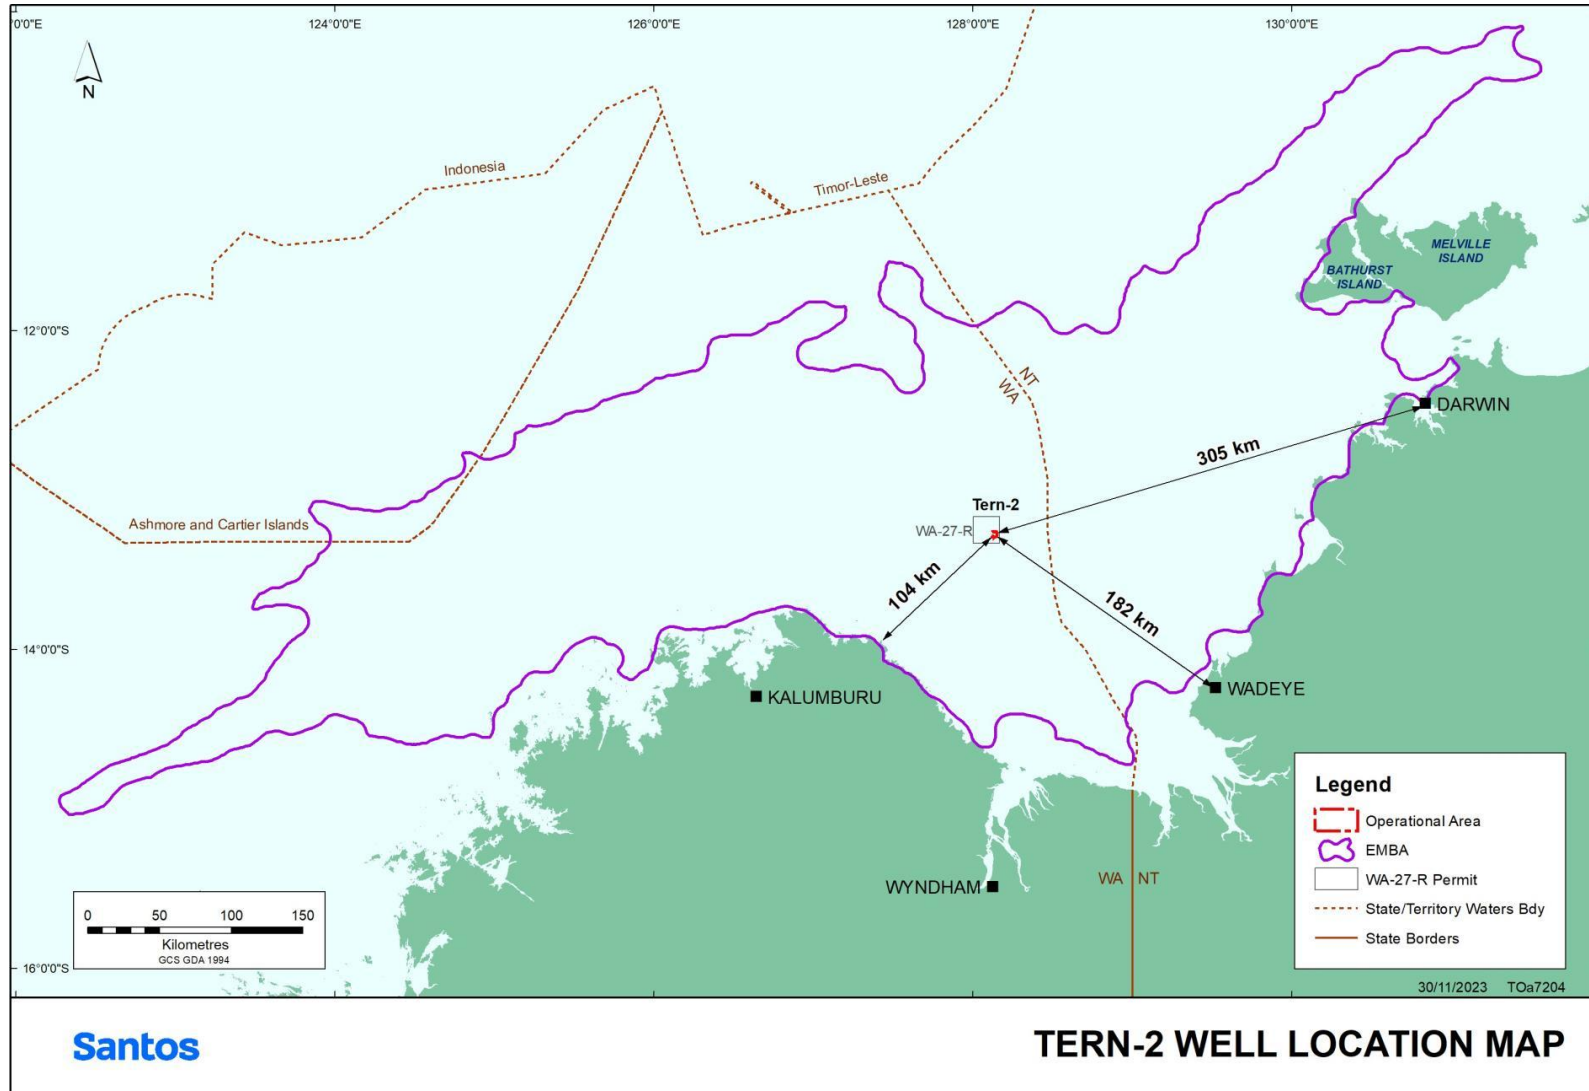 7°0'0"E
124°0'0"E
126°0'0"E
128°0'0"E
130°0'0"E
N
Indonesia
Timor-Leste
MELVILLE
ISLAND
BATHURST
ISLAND
12°0'0"S
NT
WA
DARWIN
305 km
Tern-2
WA-27-R
Ashmore and Cartier Islands
104 km
182 km
14°0'0"S
KALUMBURU
WADEYE
WYNDHAM
WA NT
Legend
Operational Area
EMBA
WA-27-R Permit
State/Territory Waters Bdy
State Borders
0 50 100 150
Kilometres
GCS GDA 1994
16°0'0"S
30/11/2023 TOa7204
Santos
TERN-2 WELL LOCATION MAP